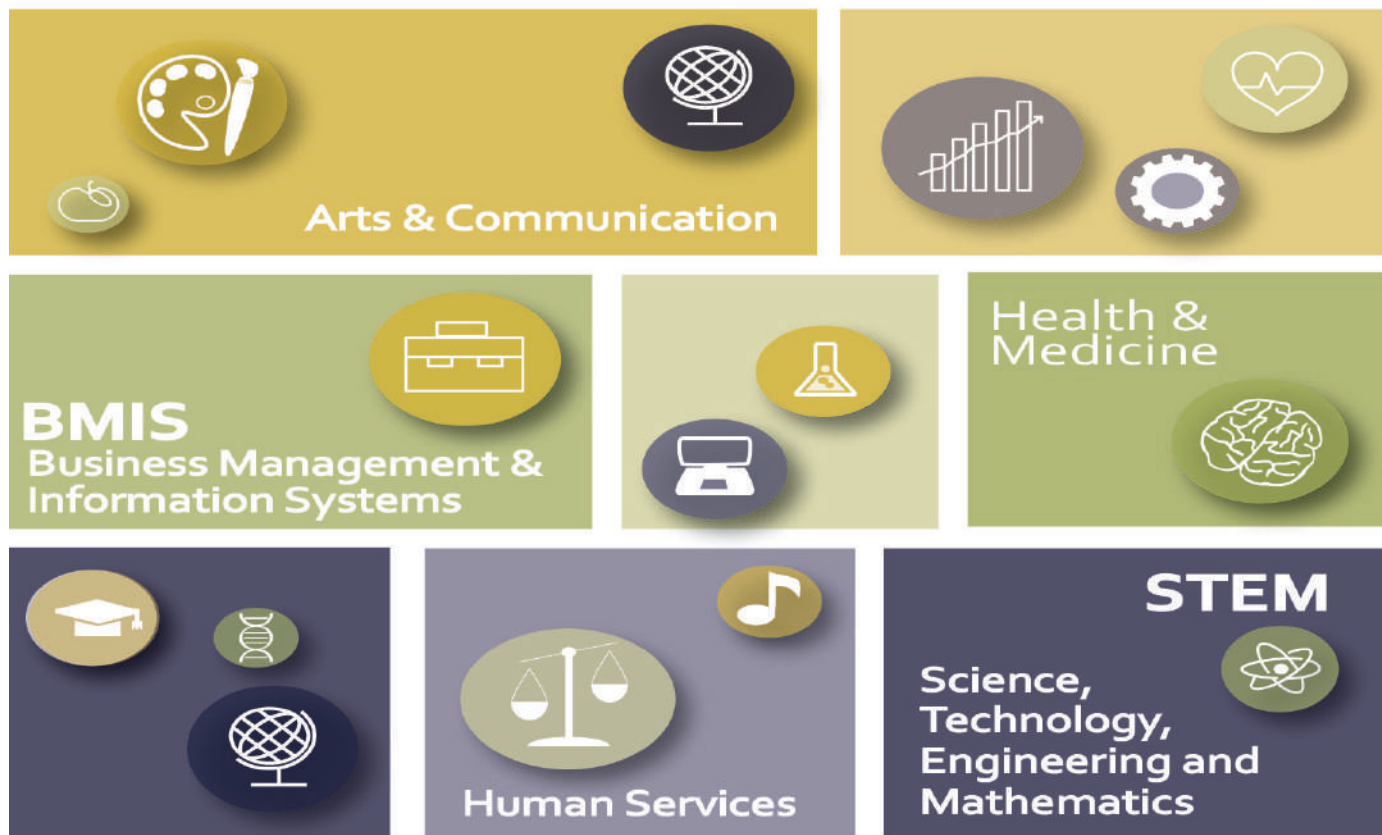 Arts & Communication
BMIS
Business Management &
Information Systems
Health &
Medicine
Human Services
STEM
Science,
Technology,
Engineering and
Mathematics